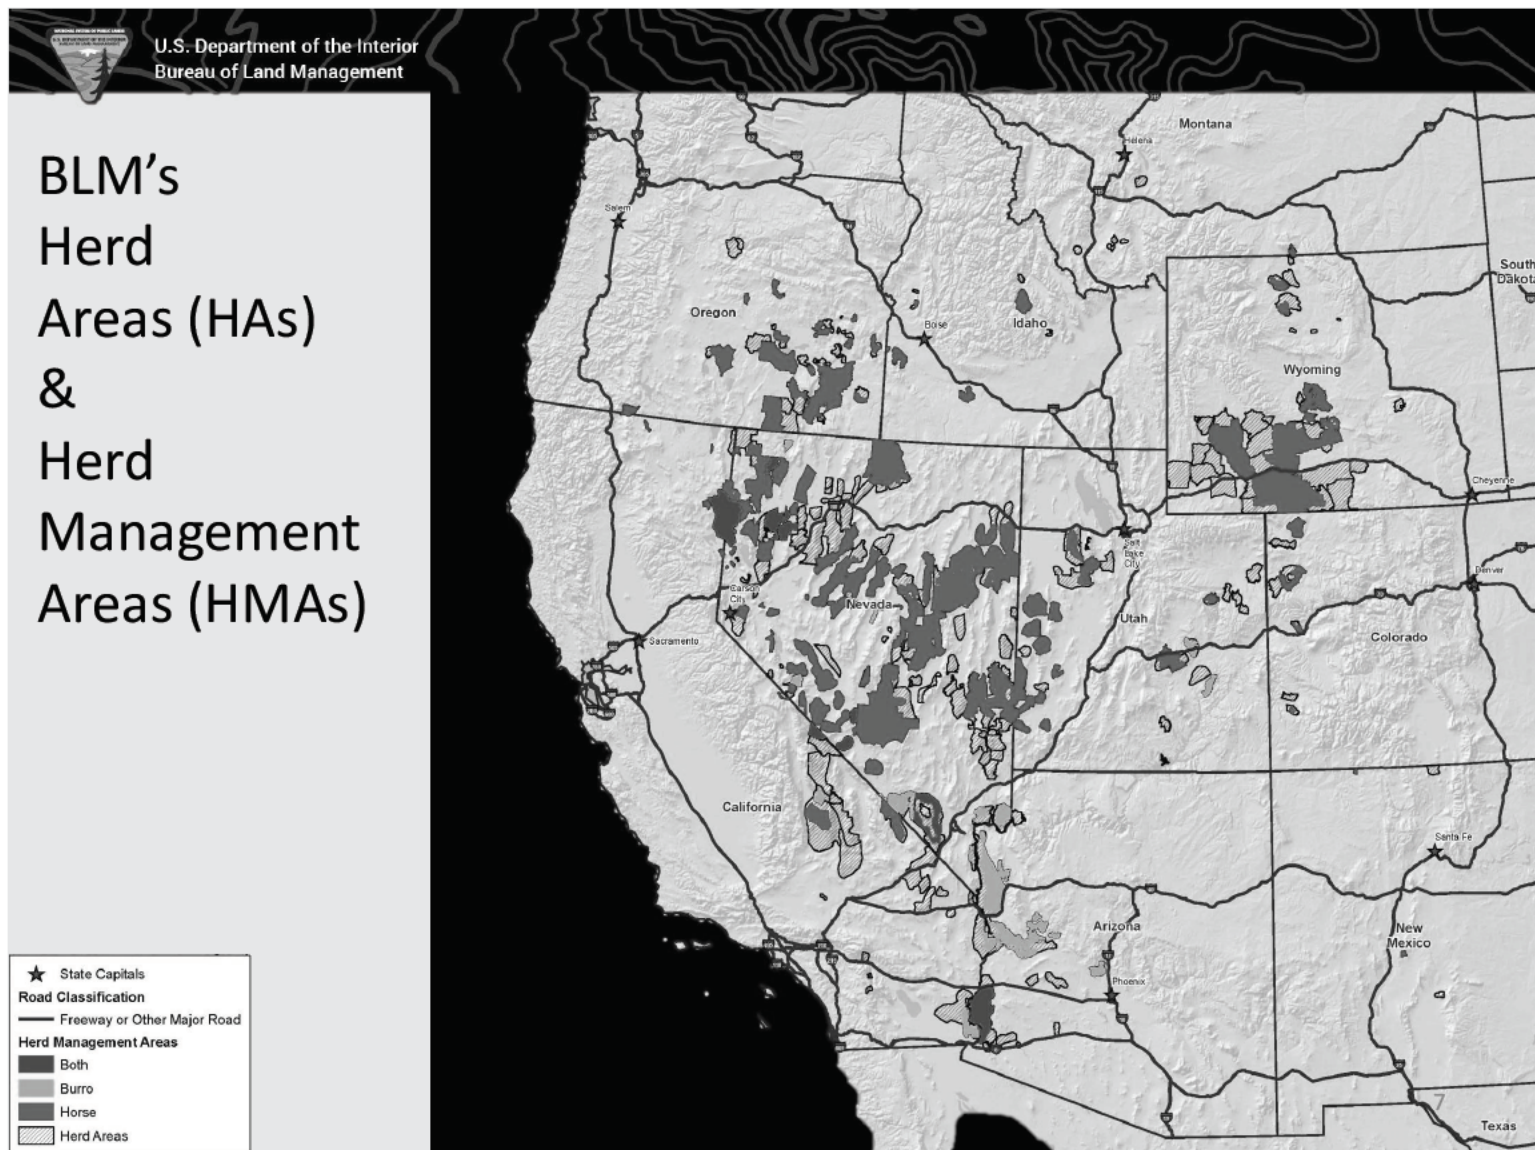 U.S. Department of the Interior
Bureau of Land Management
BLM's
Herd
Areas (HAs)
&
Herd
Management
Areas (HMAs)
Montana
Helena
Salem
South
Dakota
Oregon
Boise
Idaho
Wyoming
Cheyenne
Salt
Lake
City
Denver
Carson
City
Nevada
Utah
Colorado
Sacramento
California
Santa Fe
Arizona
New
Mexico
Phoenix
Texas
7
State Capitals
Road Classification
Freeway or Other Major Road
Herd Management Areas
Both
Burro
Horse
Herd Areas